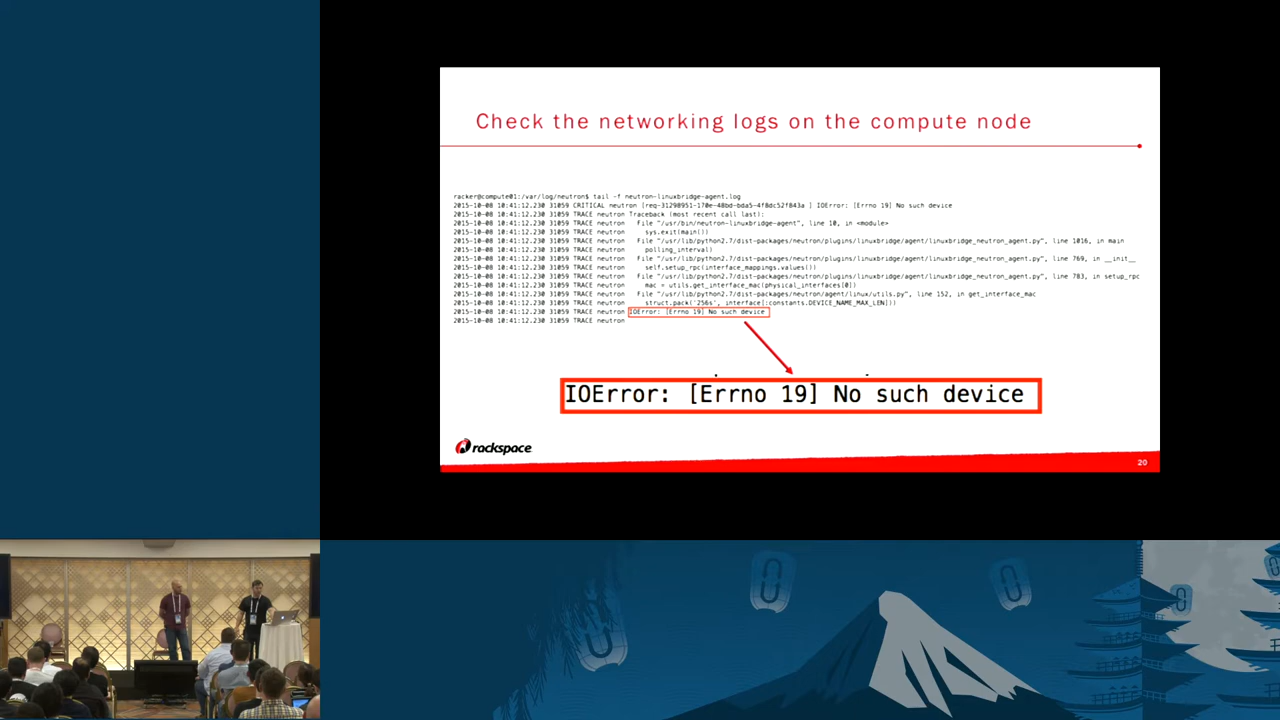 Check the networking logs on the compute node
racker@compute01:/var/log/neutron$ tail -f neutron-linuxbridge-agent.log
2015-10-08 10:41:12.230 31059 CRITICAL neutron [req-31298951-170e-48bd-bda5-4f8dc52f843a ] IOError: [Errno 19] No such device
2015-10-08 10:41:12.230 31059 TRACE neutron Traceback (most recent call last):
2015-10-08 10:41:12.230 31059 TRACE neutron   File "/usr/bin/neutron-linuxbridge-agent", line 10, in <module>
2015-10-08 10:41:12.230 31059 TRACE neutron     sys.exit(main())
2015-10-08 10:41:12.230 31059 TRACE neutron   File "/usr/lib/python2.7/dist-packages/neutron/plugins/linuxbridge/agent/linuxbridge_neutron_agent.py", line 1016, in main
2015-10-08 10:41:12.230 31059 TRACE neutron     polling_interval)
2015-10-08 10:41:12.230 31059 TRACE neutron   File "/usr/lib/python2.7/dist-packages/neutron/plugins/linuxbridge/agent/linuxbridge_neutron_agent.py", line 769, in __init__
2015-10-08 10:41:12.230 31059 TRACE neutron     self.setup_rpc(interface_mappings.values())
2015-10-08 10:41:12.230 31059 TRACE neutron   File "/usr/lib/python2.7/dist-packages/neutron/plugins/linuxbridge/agent/linuxbridge_neutron_agent.py", line 783, in setup_rpc
2015-10-08 10:41:12.230 31059 TRACE neutron     mac = utils.get_interface_mac(physical_interfaces[0])
2015-10-08 10:41:12.230 31059 TRACE neutron   File "/usr/lib/python2.7/dist-packages/neutron/agent/linux/utils.py", line 152, in get_interface_mac
2015-10-08 10:41:12.230 31059 TRACE neutron     struct.pack('256s', interface[:constants.DEVICE_NAME_MAX_LEN]))
2015-10-08 10:41:12.230 31059 TRACE neutron IOError: [Errno 19] No such device
2015-10-08 10:41:12.230 31059 TRACE neutron
IOError: [Errno 19] No such device
rackspace
20